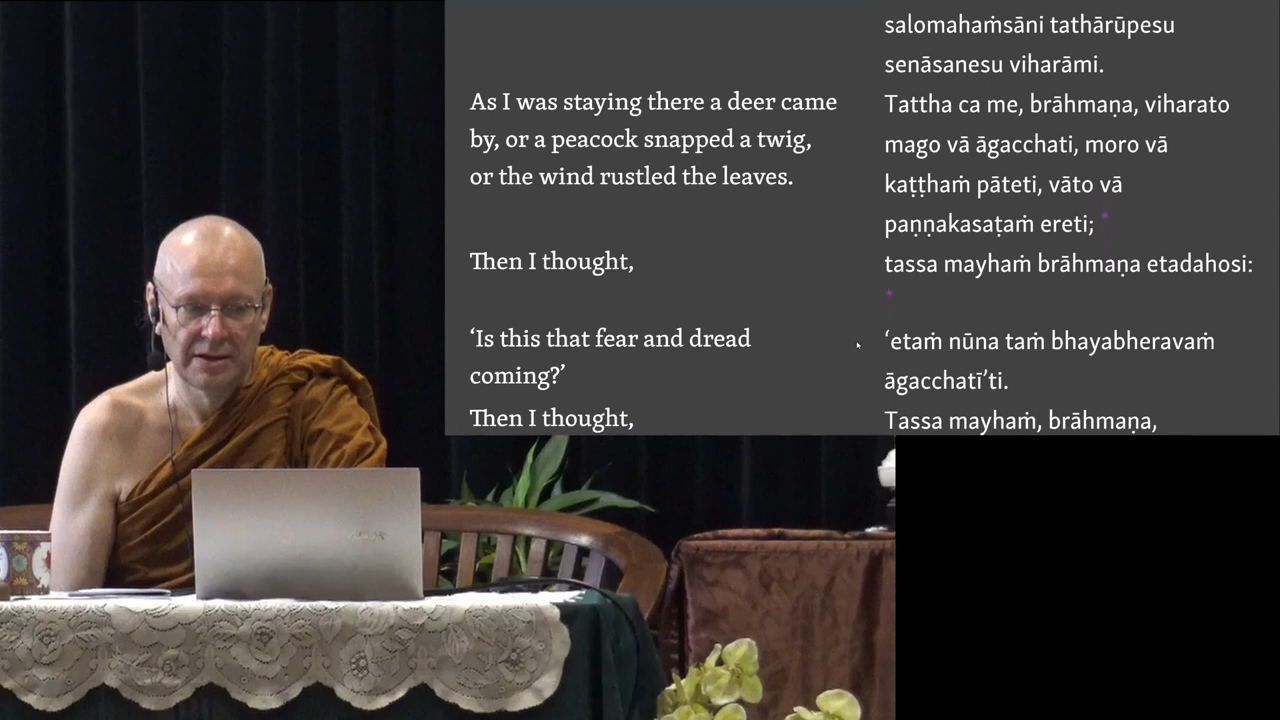 As I was staying there a deer came
by, or a peacock snapped a twig,
or the wind rustled the leaves.
Then I thought,
‘Is this that fear and dread
coming?’
Then I thought,
salomahaṁsāni tathārūpesu
senāsanesu viharāmi.
Tattha ca me, brāhmaṇa, viharato
mago vā āgacchati, moro vā
kaṭṭhaṁ pāteti, vāto vā
paṇṇakasaṭaṁ ereti; *
tassa mayhaṁ brāhmaṇa etadahosi:
*
‘etaṁ nūna taṁ bhayabheravaṁ
āgacchatī’ti.
Tassa mayhaṁ, brāhmaṇa,